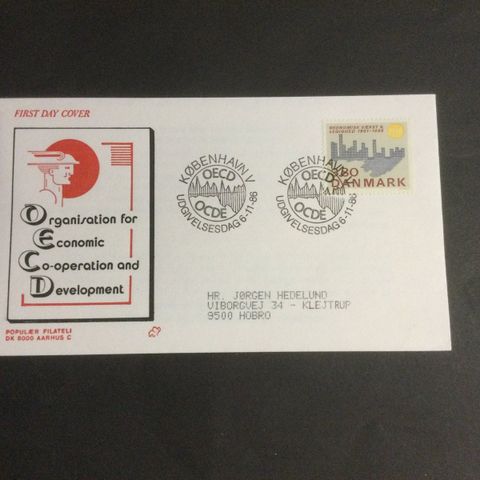 FIRST DAY COVER
Organisation for
Economic
Co-operation and
Development
POPULÆR FILATELI
DK 8000 AARHUS C
KØBENHAVN V
OECD
OCDE
UDGIVELSESDAG 6-11-86
KØBENHAVN V
OECD
OCDE
UDGIVELSESDAG 6-11-86
ØKONOMISK VÆKST &
DANMARK
HR. JØRGEN HEDELUND
VIBORGVEJ 34 - KLEJTRUP
9500 HOBRO